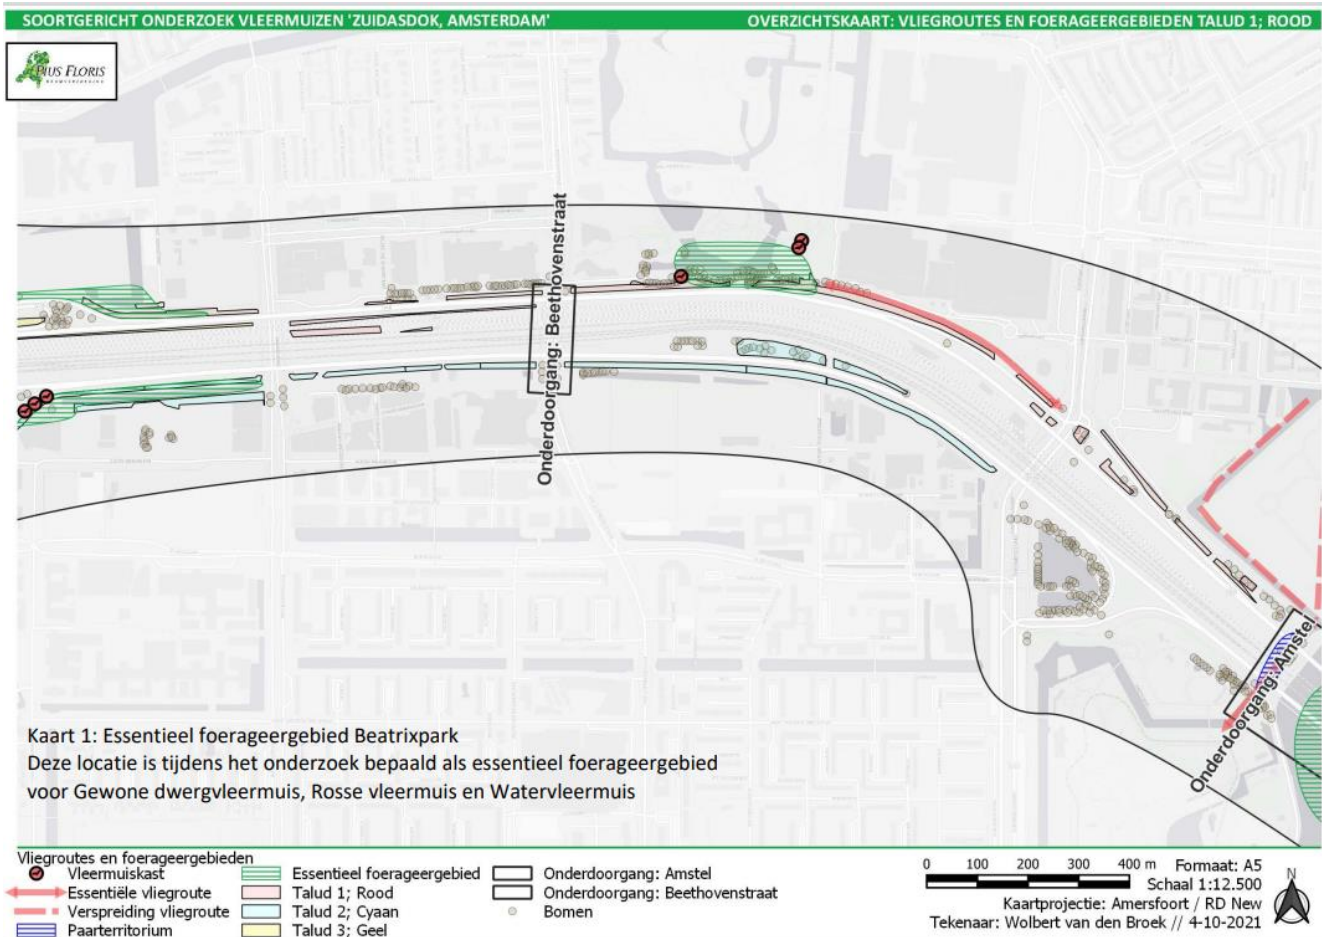 SOORTGERICHT ONDERZOEK VLEERMUIZEN 'ZUIDASDOK, AMSTERDAM'
OVERZICHTSKAART: VLIEGROUTES EN FOERAGEERGEBIEDEN TALUD 1; ROOD
PIUS FLORIS
Onderdoorgang: Beethovenstraat
Onderdoorgang: Amstel
Kaart 1: Essentieel foerageergebied Beatrixpark
Deze locatie is tijdens het onderzoek bepaald als essentieel foerageergebied
voor Gewone dwergvleermuis, Rosse vleermuis en Watervleermuis
Vliegroutes en foerageergebieden
Vleermuiskast
Essentiële vliegroute
Verspreiding vliegroute
Paarterritorium
Essentieel foerageergebied
Talud 1; Rood
Talud 2; Cyaan
Talud 3; Geel
Onderdoorgang: Amstel
Onderdoorgang: Beethovenstraat
Bomen
0 100 200 300 400 m
Formaat: A5
Schaal 1:12.500
Kaartprojectie: Amersfoort / RD New
Tekenaar: Wolbert van den Broek // 4-10-2021
N